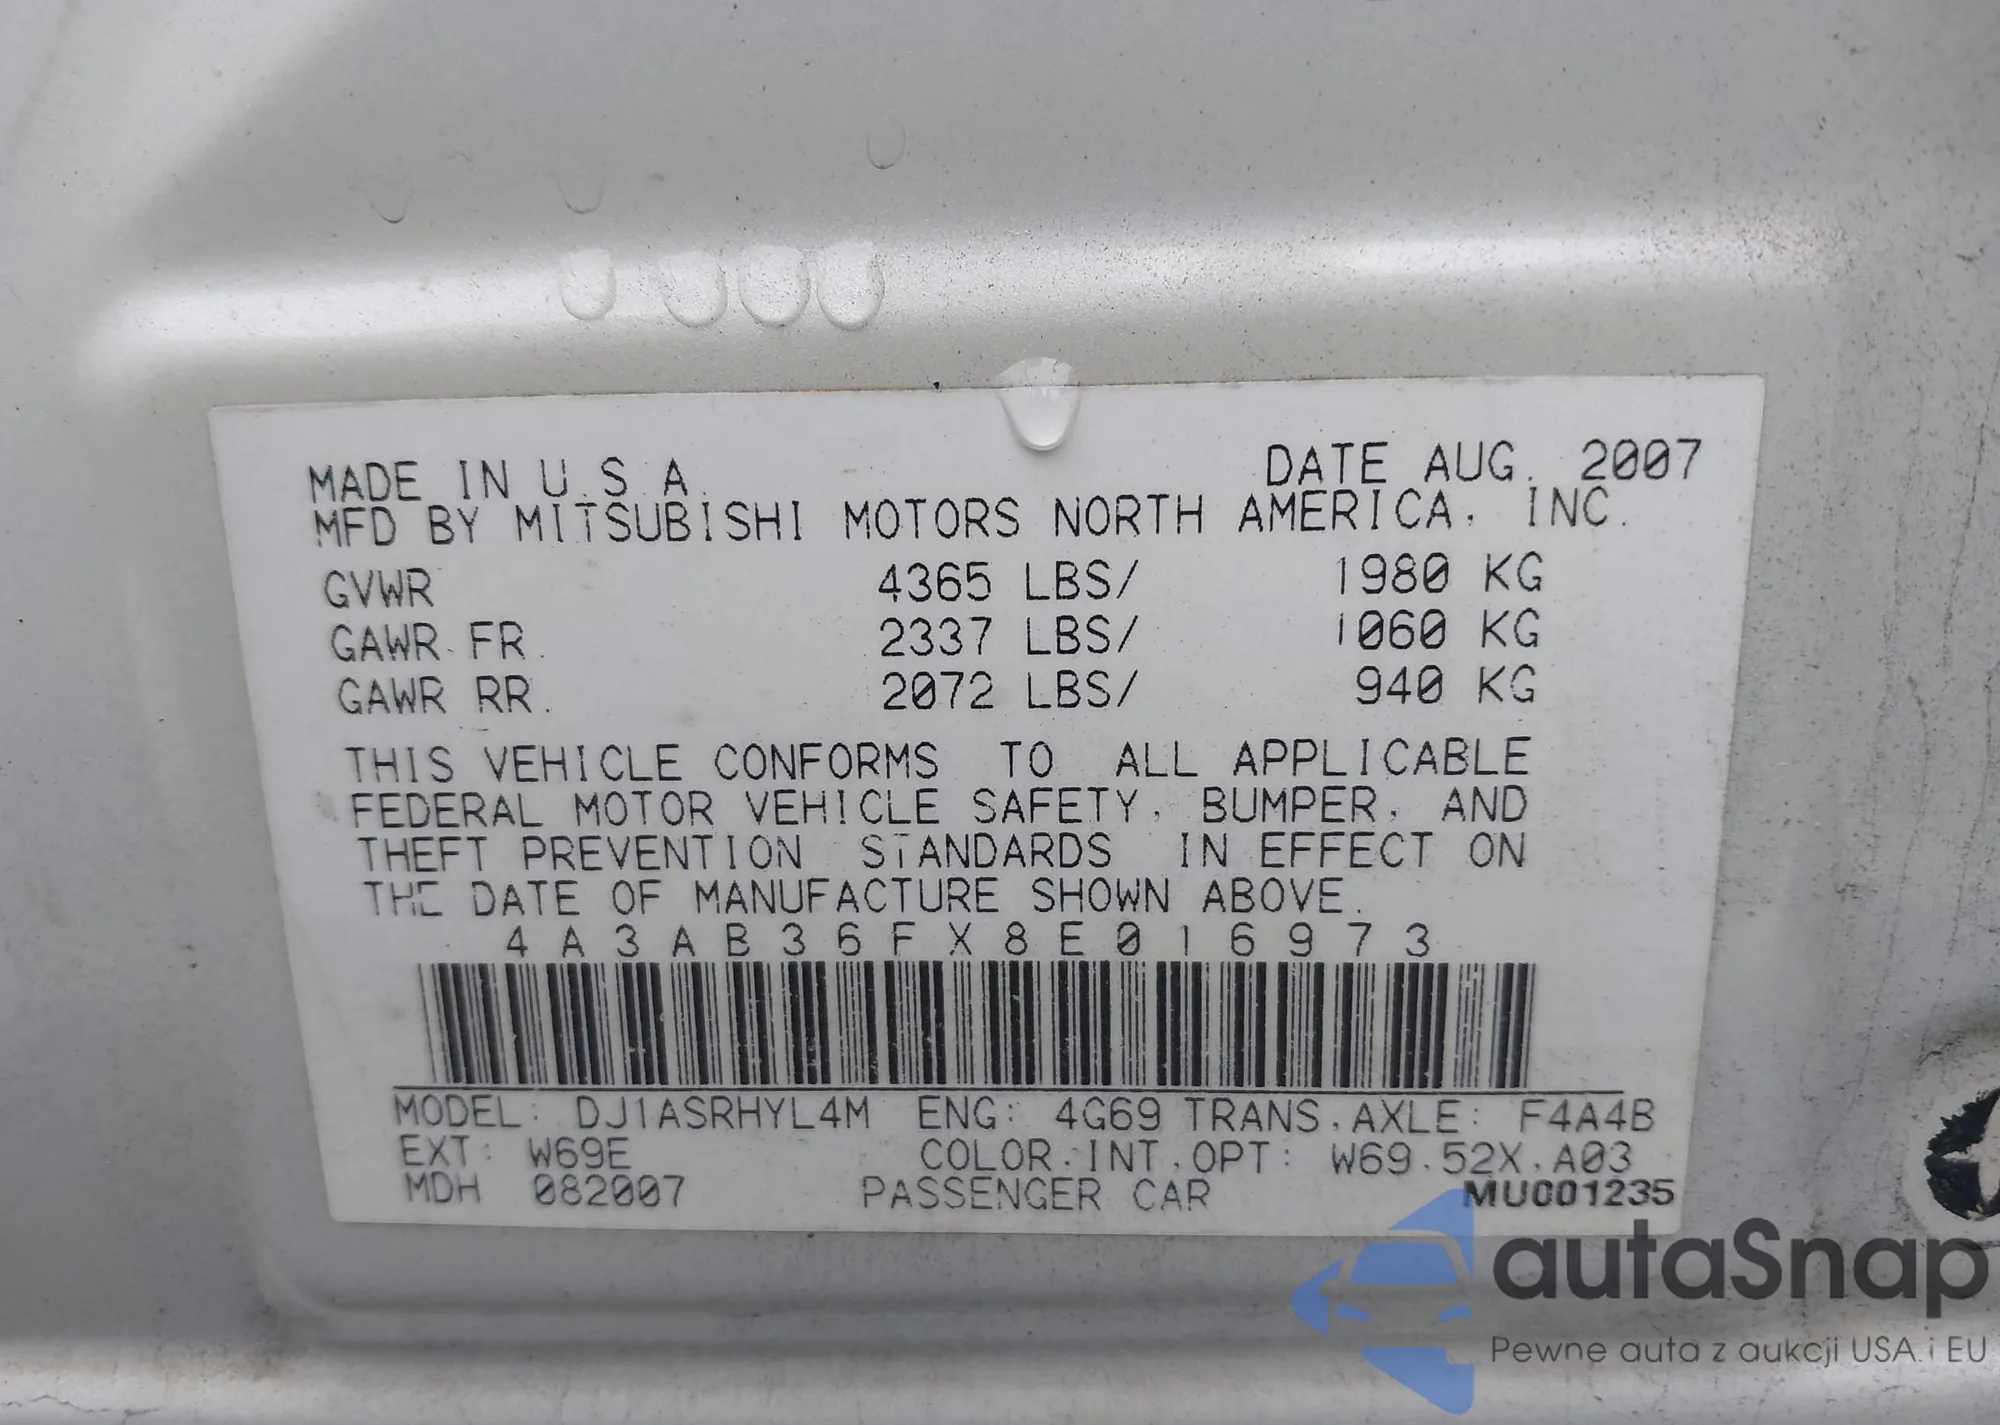 MADE IN U.S.A. DATE AUG. 2007
MFD BY MITSUBISHI MOTORS NORTH AMERICA, INC.
GVWR 4365 LBS/ 1980 KG
GAWR FR. 2337 LBS/ 1060 KG
GAWR RR. 2072 LBS/ 940 KG
THIS VEHICLE CONFORMS TO ALL APPLICABLE
FEDERAL MOTOR VEHICLE SAFETY, BUMPER, AND
THEFT PREVENTION STANDARDS IN EFFECT ON
THE DATE OF MANUFACTURE SHOWN ABOVE.
4A3AB36FX8E016973
MODEL: DJ1ASRHYL4M ENG: 4G69 TRANS,AXLE: F4A4B
EXT: W69E COLOR,INT,OPT: W69,52X,A03
MDH 082007 PASSENGER CAR MU001235
autaSnap
Pewne auta z aukcji USA i EU